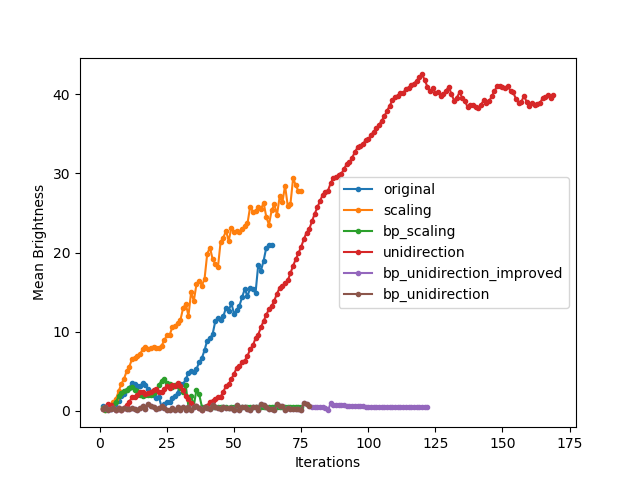 Mean Brightness
40
30
20
10
0
original
scaling
bp_scaling
unidirection
bp_unidirection_improved
bp_unidirection
0 25 50 75 100 125 150 175
Iterations